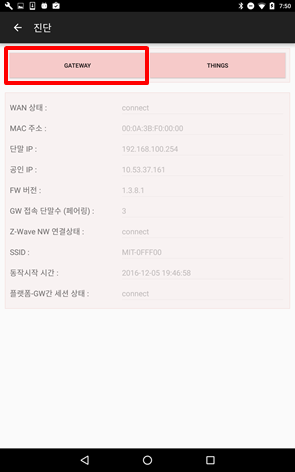 7:50
진단
GATEWAY THINGS
WAN 상태 : connect
MAC 주소 : 00:0A:3B:F0:00:00
단말 IP : 192.168.100.254
공인 IP : 10.53.37.161
FW 버전 : 1.3.8.1
GW 접속 단말수 (페어링) : 3
Z-Wave NW 연결상태 : connect
SSID : MIT-0FFF00
동작시작 시간 : 2016-12-05 19:46:58
플랫폼-GW간 세션 상태 : connect